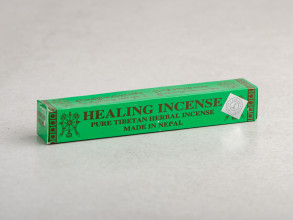 HEALING INCENSE
PURE TIBETAN HERBAL INCENSE
MADE IN NEPAL